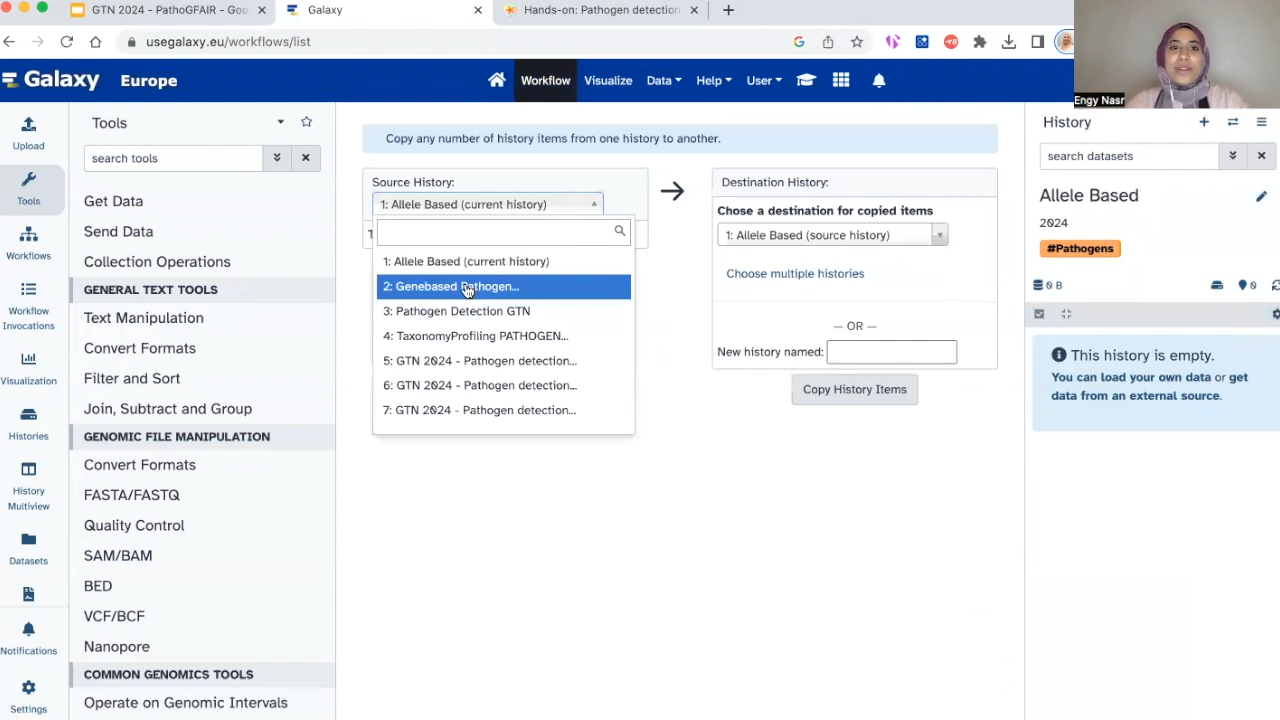 GTN 2024 - PathoGFAIR - Goo
Galaxy
Hands-on: Pathogen detection
usegalaxy.eu/workflows/list
Engy Nasr
Galaxy Europe
Workflow
Visualize
Data
Help
User
Upload
Tools
Workflows
Workflow
Invocations
Visualization
Histories
History
Multiview
Datasets
Notifications
Settings
Tools
search tools
Get Data
Send Data
Collection Operations
GENERAL TEXT TOOLS
Text Manipulation
Convert Formats
Filter and Sort
Join, Subtract and Group
GENOMIC FILE MANIPULATION
Convert Formats
FASTA/FASTQ
Quality Control
SAM/BAM
BED
VCF/BCF
Nanopore
COMMON GENOMICS TOOLS
Operate on Genomic Intervals
Copy any number of history items from one history to another.
Source History:
1: Allele Based (current history)
1: Allele Based (current history)
2: Genebased Pathogen...
3: Pathogen Detection GTN
4: TaxonomyProfiling PATHOGEN...
5: GTN 2024 - Pathogen detection...
6: GTN 2024 - Pathogen detection...
7: GTN 2024 - Pathogen detection...
Destination History:
Chose a destination for copied items
1: Allele Based (source history)
Choose multiple histories
— OR —
New history named:
Copy History Items
History
search datasets
Allele Based
2024
#Pathogens
0 B
0
This history is empty.
You can load your own data or get
data from an external source.